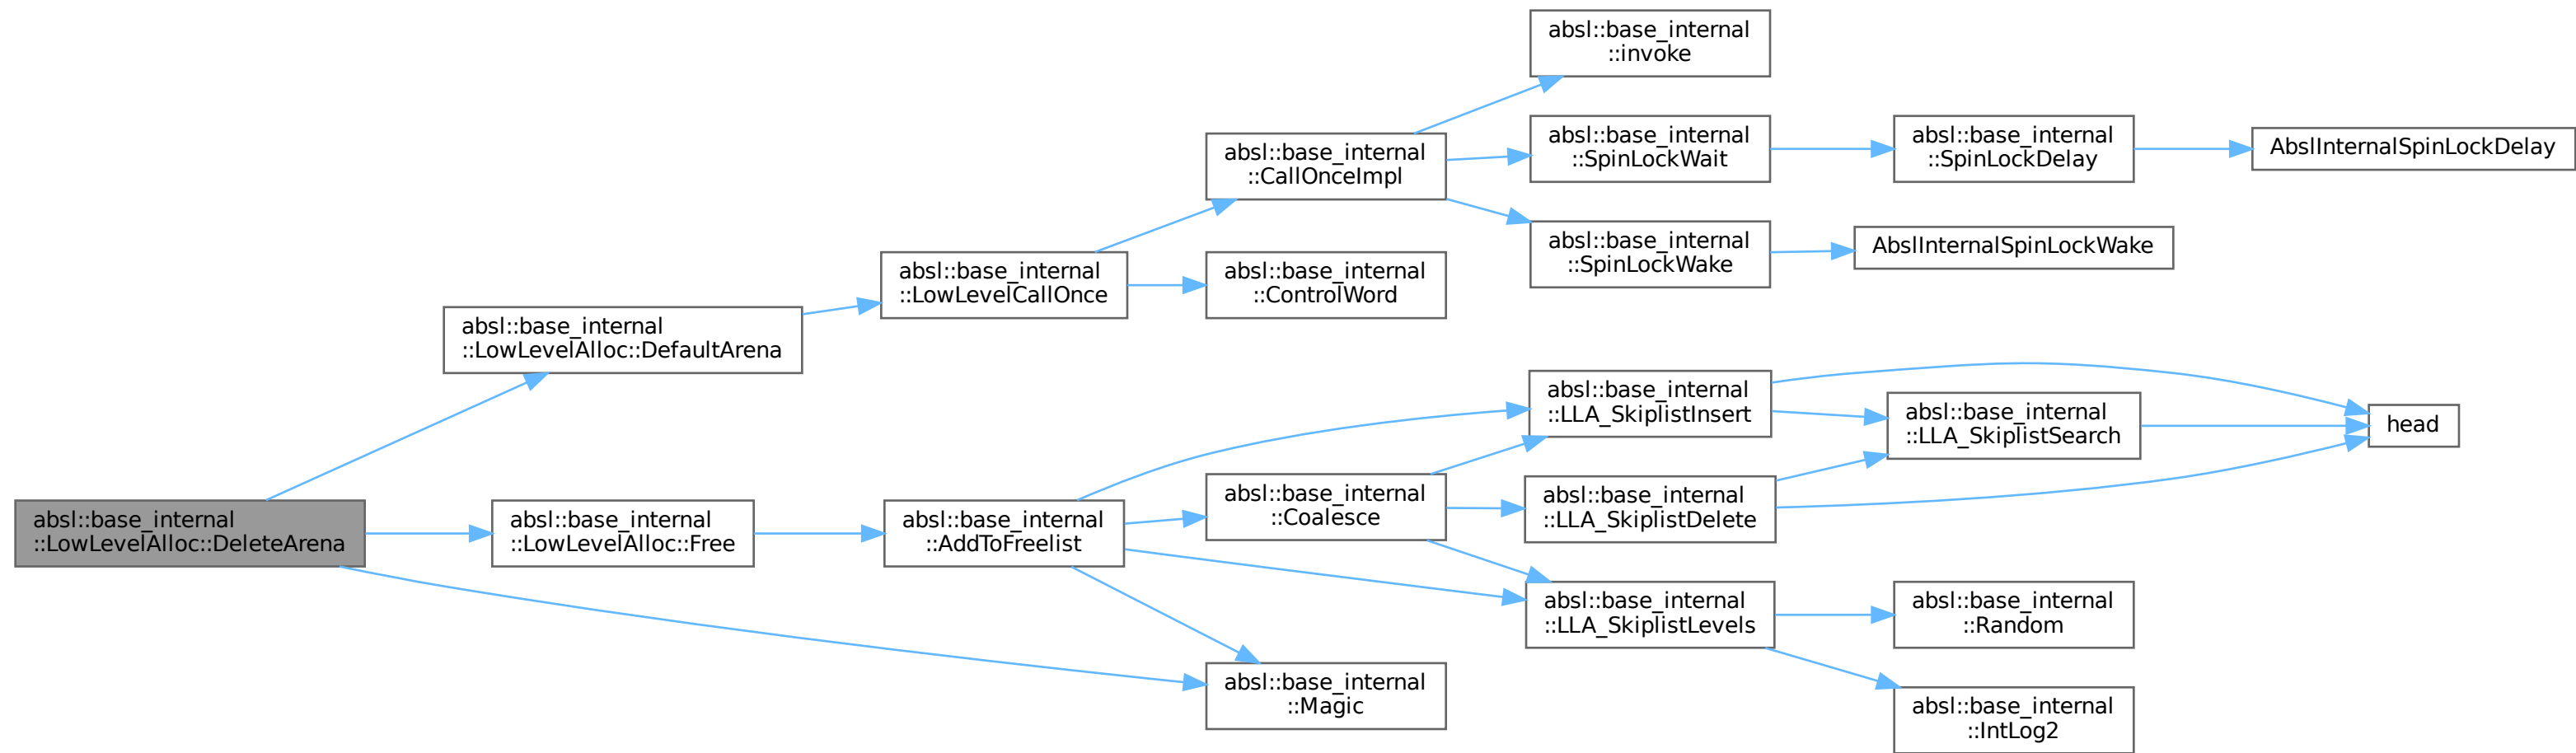 absl::base_internal
::LowLevelAlloc::DeleteArena
absl::base_internal
::LowLevelAlloc::DefaultArena
absl::base_internal
::LowLevelAlloc::Free
absl::base_internal
::LowLevelCallOnce
absl::base_internal
::AddToFreelist
absl::base_internal
::CallOnceImpl
absl::base_internal
::ControlWord
absl::base_internal
::Coalesce
absl::base_internal
::Magic
absl::base_internal
::invoke
absl::base_internal
::SpinLockWait
absl::base_internal
::SpinLockWake
absl::base_internal
::LLA_SkiplistInsert
absl::base_internal
::LLA_SkiplistDelete
absl::base_internal
::LLA_SkiplistLevels
absl::base_internal
::SpinLockDelay
AbslInternalSpinLockWake
absl::base_internal
::LLA_SkiplistSearch
absl::base_internal
::Random
absl::base_internal
::IntLog2
AbslInternalSpinLockDelay
head